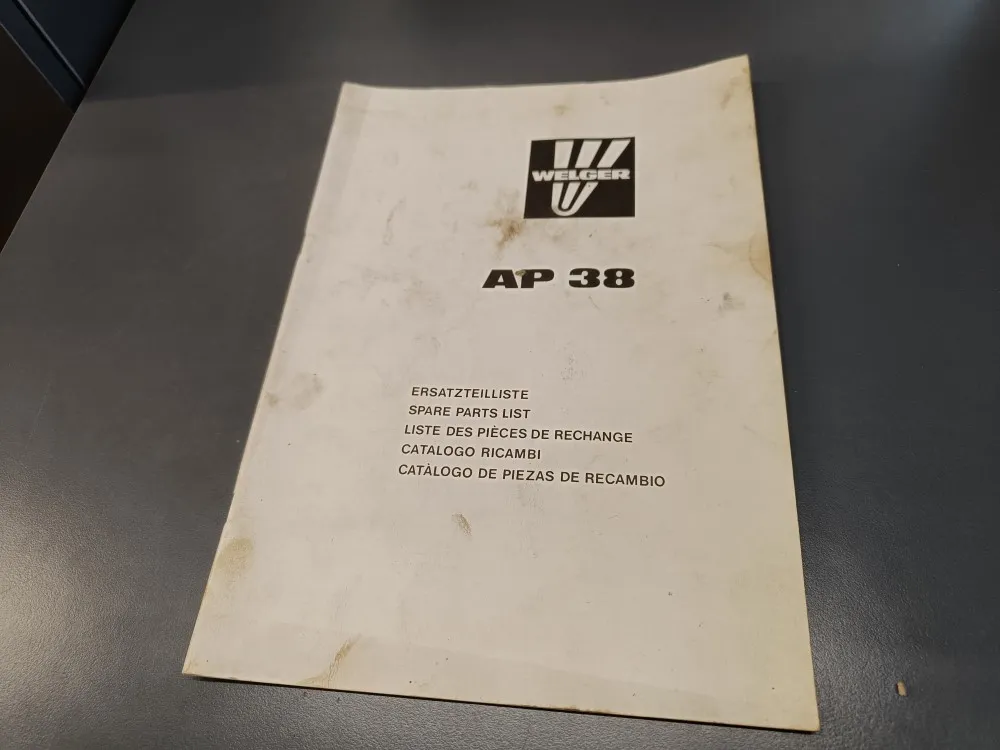 WELGER
AP 38
ERSATZTEILLISTE
SPARE PARTS LIST
LISTE DES PIÈCES DE RECHANGE
CATALOGO RICAMBI
CATÀLOGO DE PIEZAS DE RECAMBIO